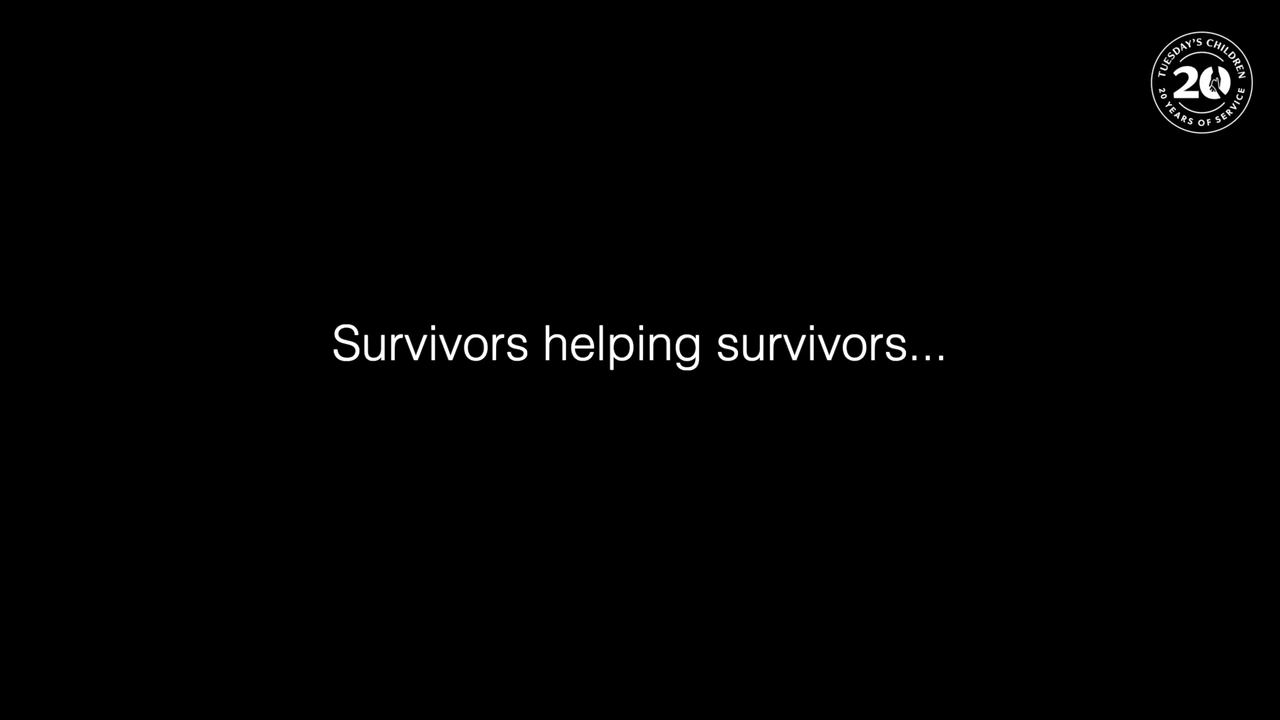 TUESDAY'S CHILDREN
20
20 YEARS OF SERVICE
Survivors helping survivors...